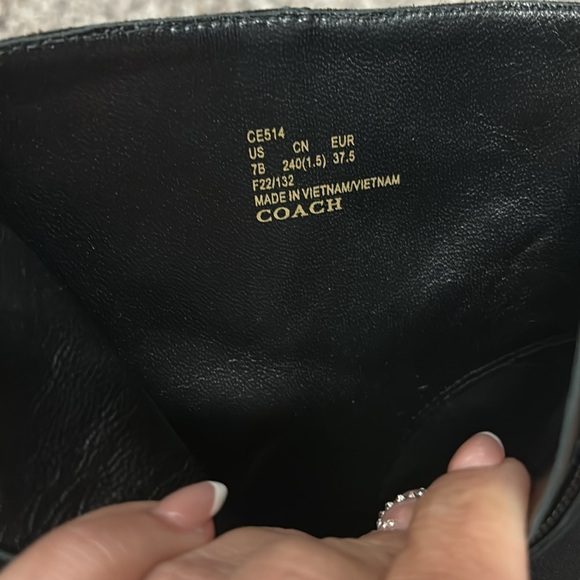 CE514
US CN EUR
7B 240(1.5) 37.5
F22/132
MADE IN VIETNAM/VIETNAM
COACH